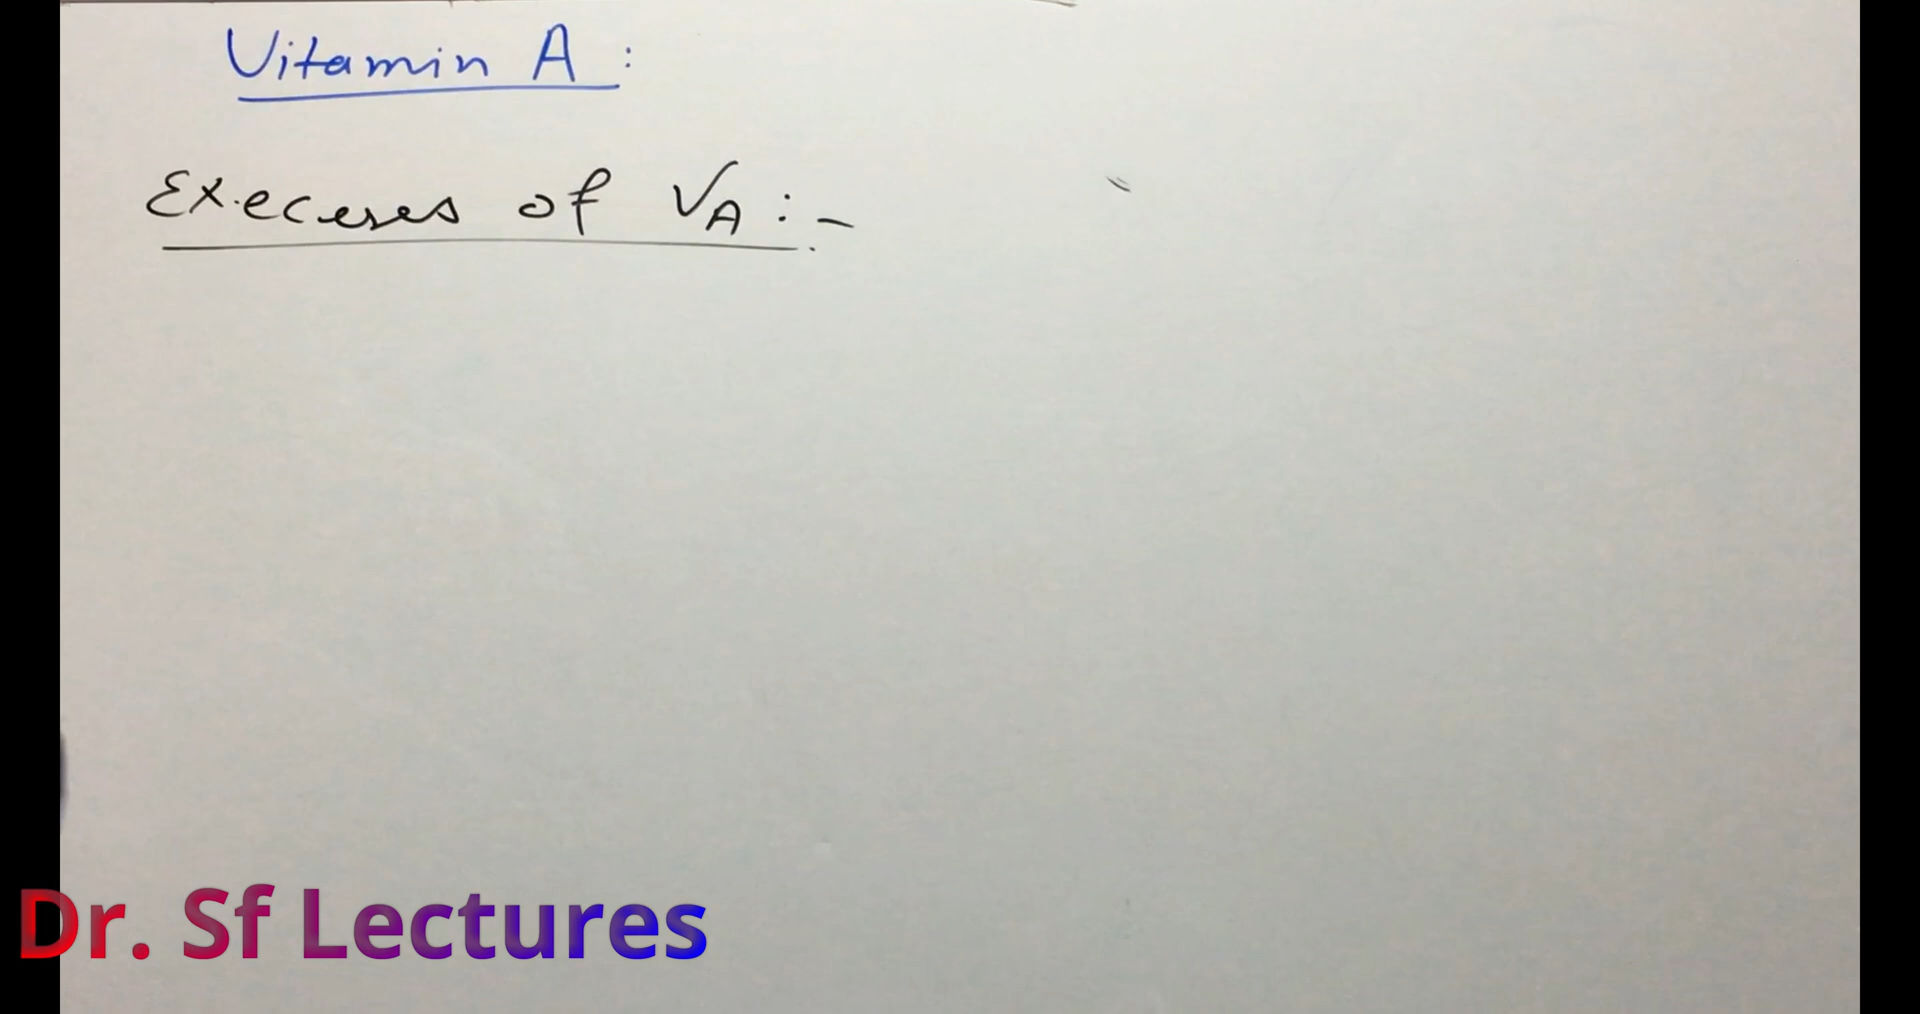 Vitamin A :
Execeses of VA :-
Dr. Sf Lectures